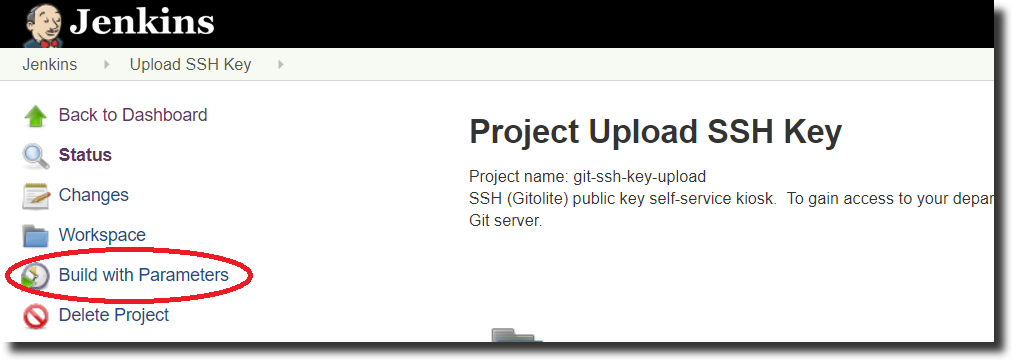 Jenkins
Jenkins Upload SSH Key
Back to Dashboard
Status
Changes
Workspace
Build with Parameters
Delete Project
Project Upload SSH Key
Project name: git-ssh-key-upload
SSH (Gitolite) public key self-service kiosk. To gain access to your depar
Git server.